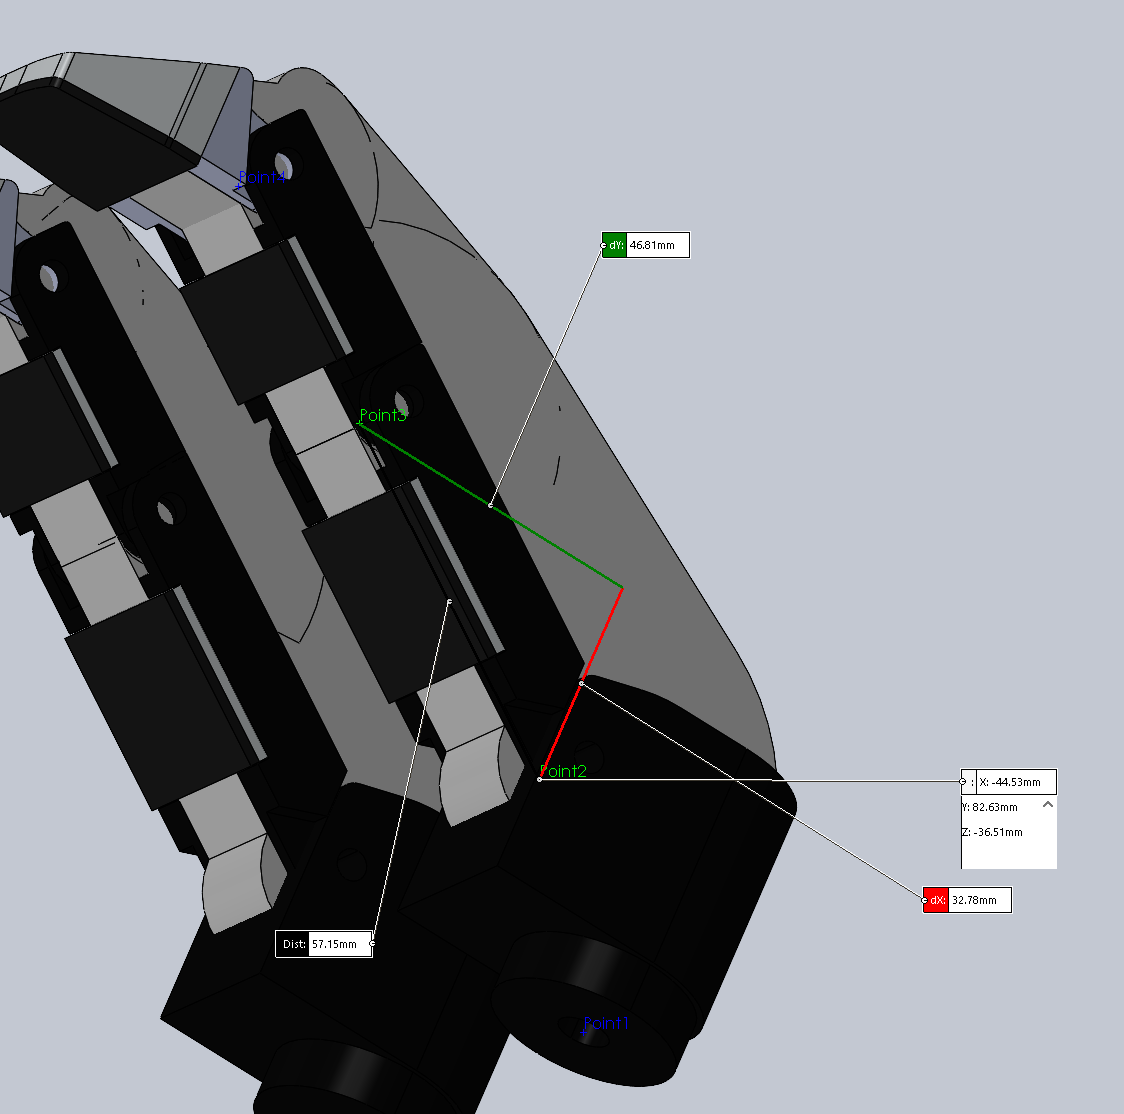 Point4
dY: 46.81mm
Point3
Point2
: X: -44.53mm
Y: 82.63mm
Z: -36.51mm
dX: 32.78mm
Dist: 57.15mm
Point1